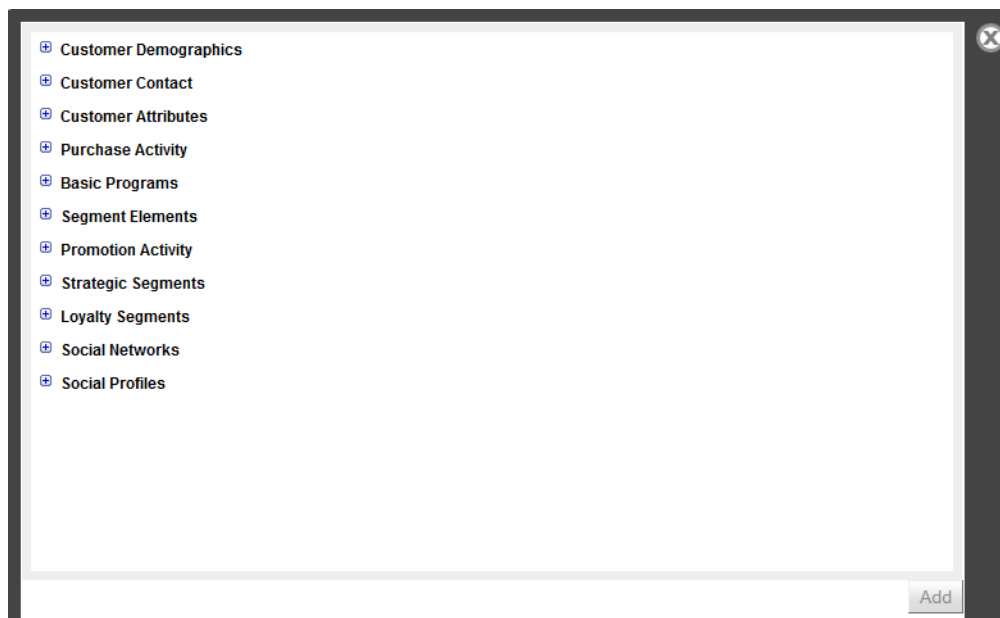 Customer Demographics
Customer Contact
Customer Attributes
Purchase Activity
Basic Programs
Segment Elements
Promotion Activity
Strategic Segments
Loyalty Segments
Social Networks
Social Profiles
Add